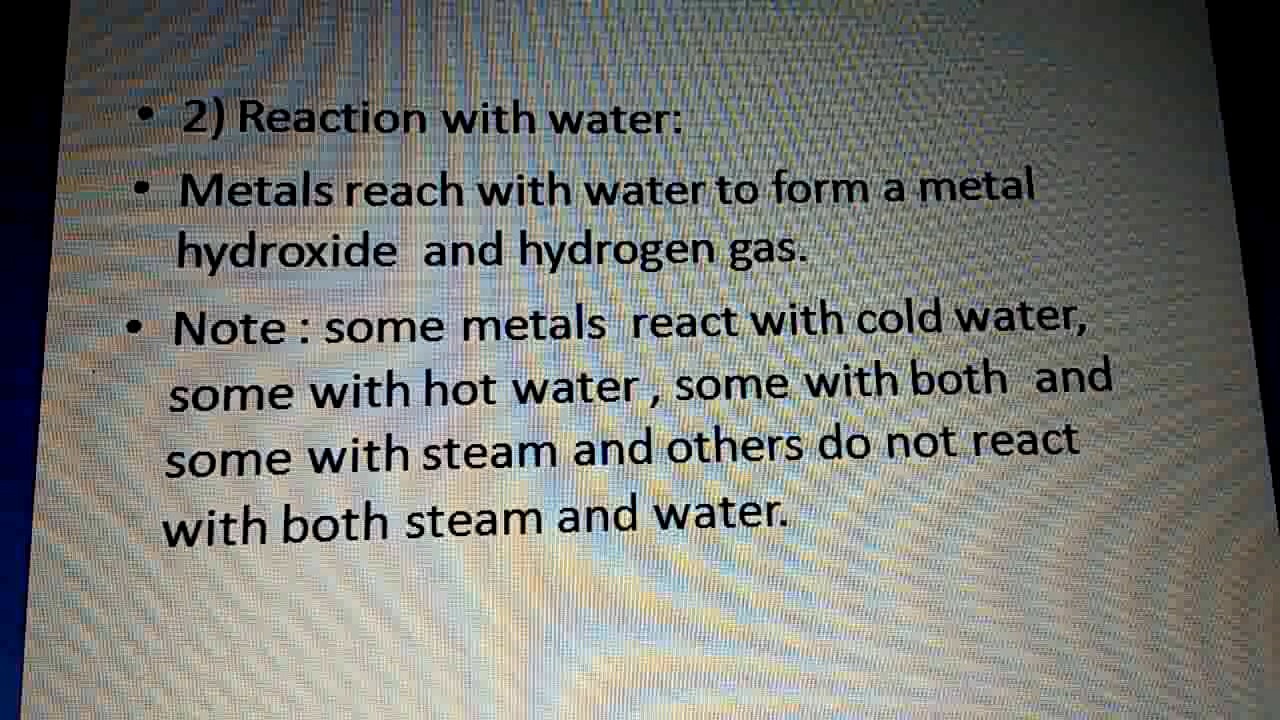 • 2) Reaction with water:
• Metals reach with water to form a metal
hydroxide and hydrogen gas.
• Note : some metals react with cold water,
some with hot water , some with both and
some with steam and others do not react
with both steam and water.